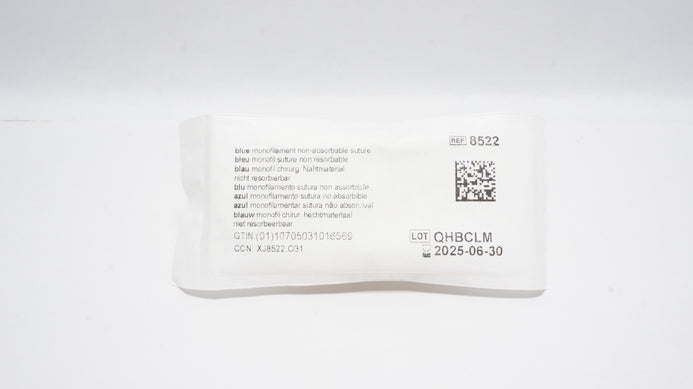 blue monofilament non-absorbable suture
bleu monofil suture non résorbable
blau monofil chirurg. Nahtmaterial
nicht resorbierbar
blu monofilamento sutura non assorbibile
azul monofilamento sutura no absorbible
azul monofilamentar sutura não absorvível
blauw monofil chirur. hechtmateriaal
niet resorbeerbaar
GTIN:(01)10705031016569
CCN: XJ8522.O31
REF 8522
LOT QHBCLM
2025-06-30